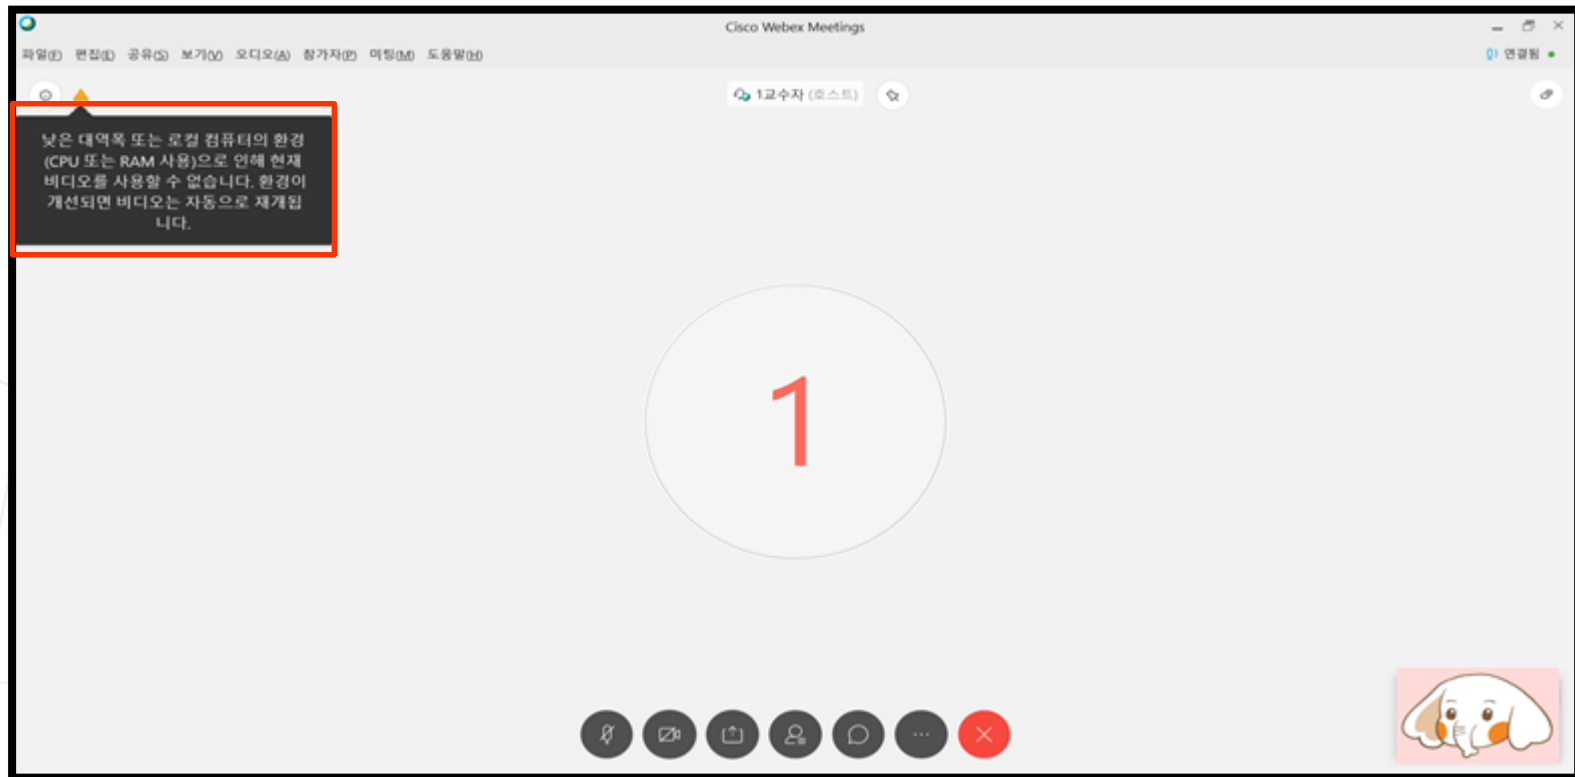 Cisco Webex Meetings
파일(F) 편집(E) 공유(S) 보기(V) 오디오(A) 참가자(P) 미팅(M) 도움말(H)
연결됨
1교수자 (호스트)
낮은 대역폭 또는 로컬 컴퓨터의 환경
(CPU 또는 RAM 사용)으로 인해 현재
비디오를 사용할 수 없습니다. 환경이
개선되면 비디오는 자동으로 재개됩
니다.
1